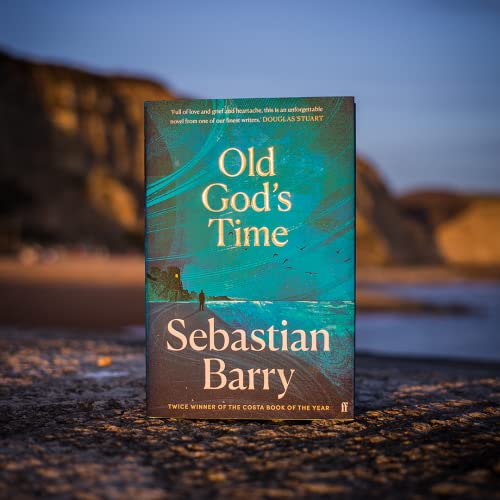 'Full of love and grief and heartache, this is an unforgettable
novel from one of our finest writers.' DOUGLAS STUART
Old
God's
Time
Sebastian
Barry
TWICE WINNER OF THE COSTA BOOK OF THE YEAR
ff